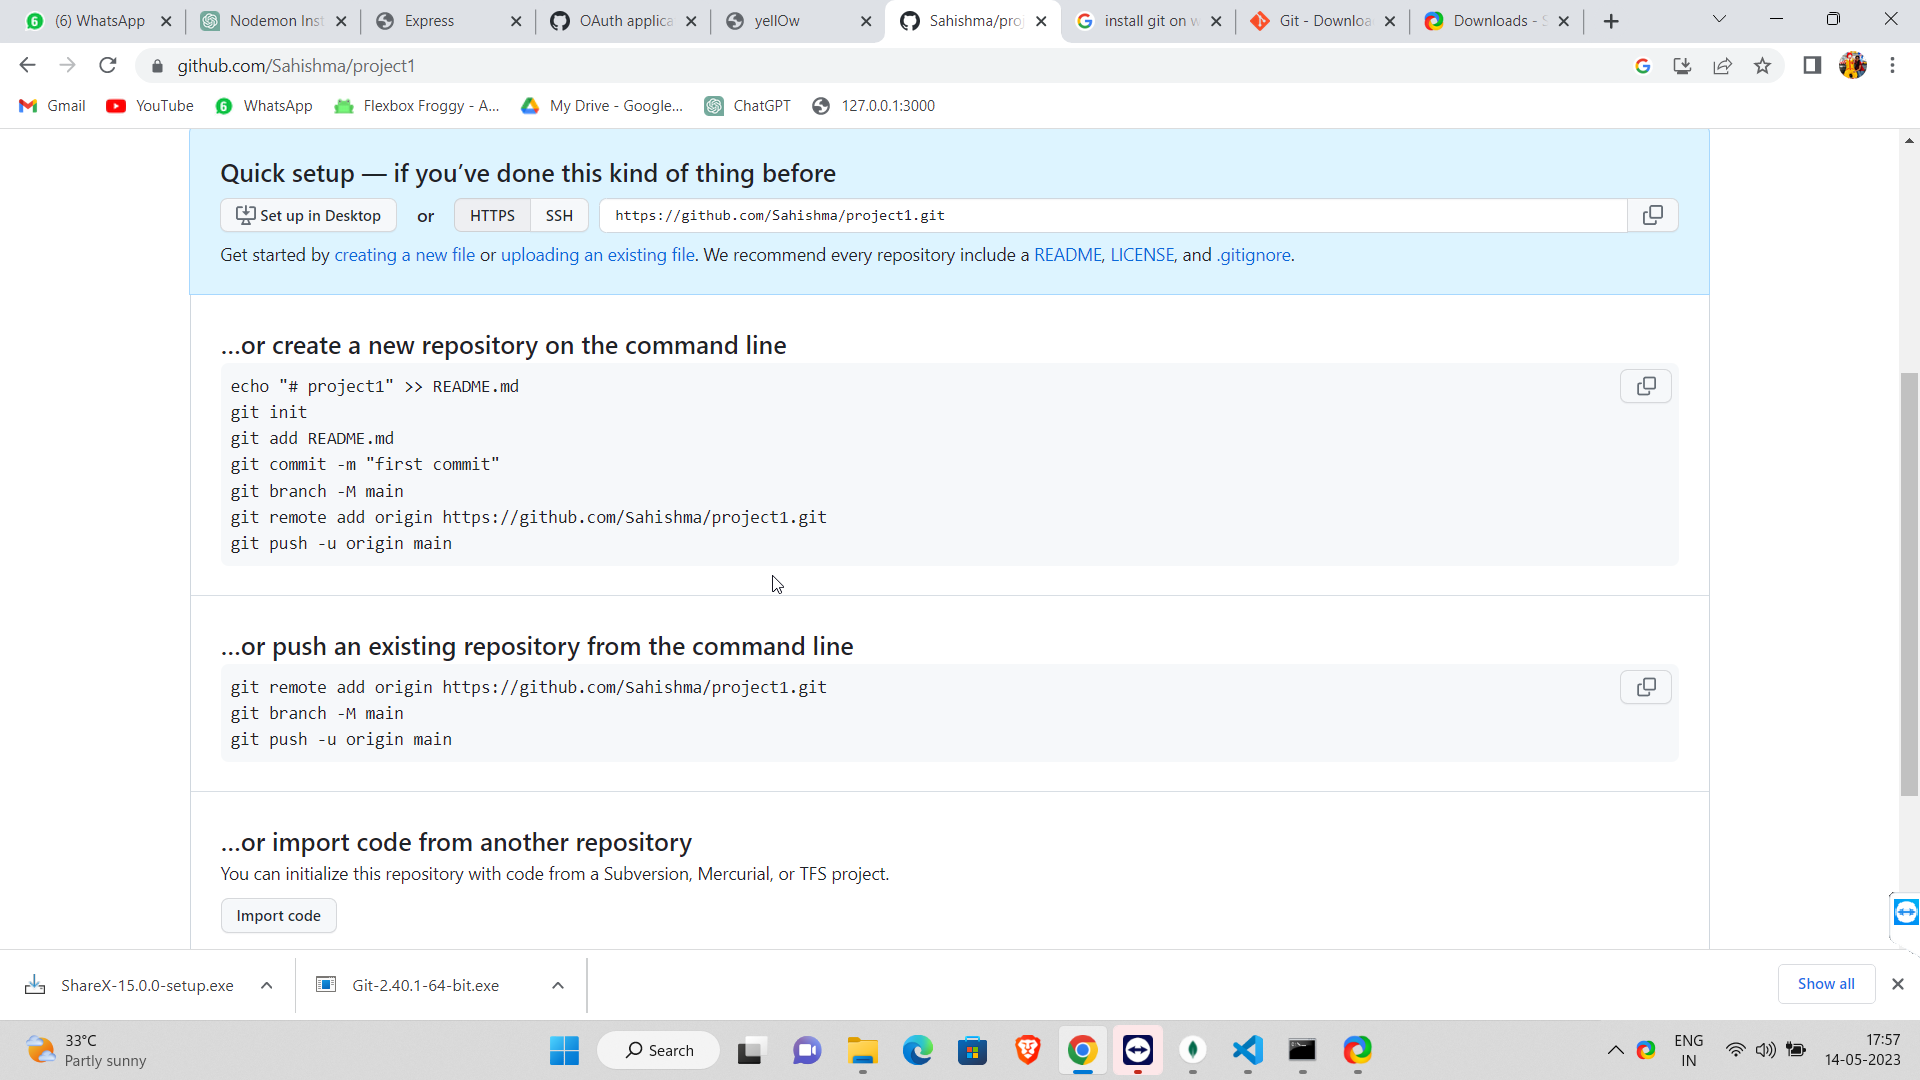 (6) WhatsApp
Nodemon Inst
Express
OAuth applica
yellOw
Sahishma/proj
install git on w
Git - Downloa
Downloads - S
github.com/Sahishma/project1
Gmail
YouTube
WhatsApp
Flexbox Froggy - A...
My Drive - Google...
ChatGPT
127.0.0.1:3000
Quick setup — if you’ve done this kind of thing before
Set up in Desktop or HTTPS SSH https://github.com/Sahishma/project1.git
Get started by creating a new file or uploading an existing file. We recommend every repository include a README, LICENSE, and .gitignore.
…or create a new repository on the command line
echo "# project1" >> README.md
git init
git add README.md
git commit -m "first commit"
git branch -M main
git remote add origin https://github.com/Sahishma/project1.git
git push -u origin main
…or push an existing repository from the command line
git remote add origin https://github.com/Sahishma/project1.git
git branch -M main
git push -u origin main
…or import code from another repository
You can initialize this repository with code from a Subversion, Mercurial, or TFS project.
Import code
ShareX-15.0.0-setup.exe
Git-2.40.1-64-bit.exe
Show all
33°C
Partly sunny
Search
ENG
IN
17:57
14-05-2023